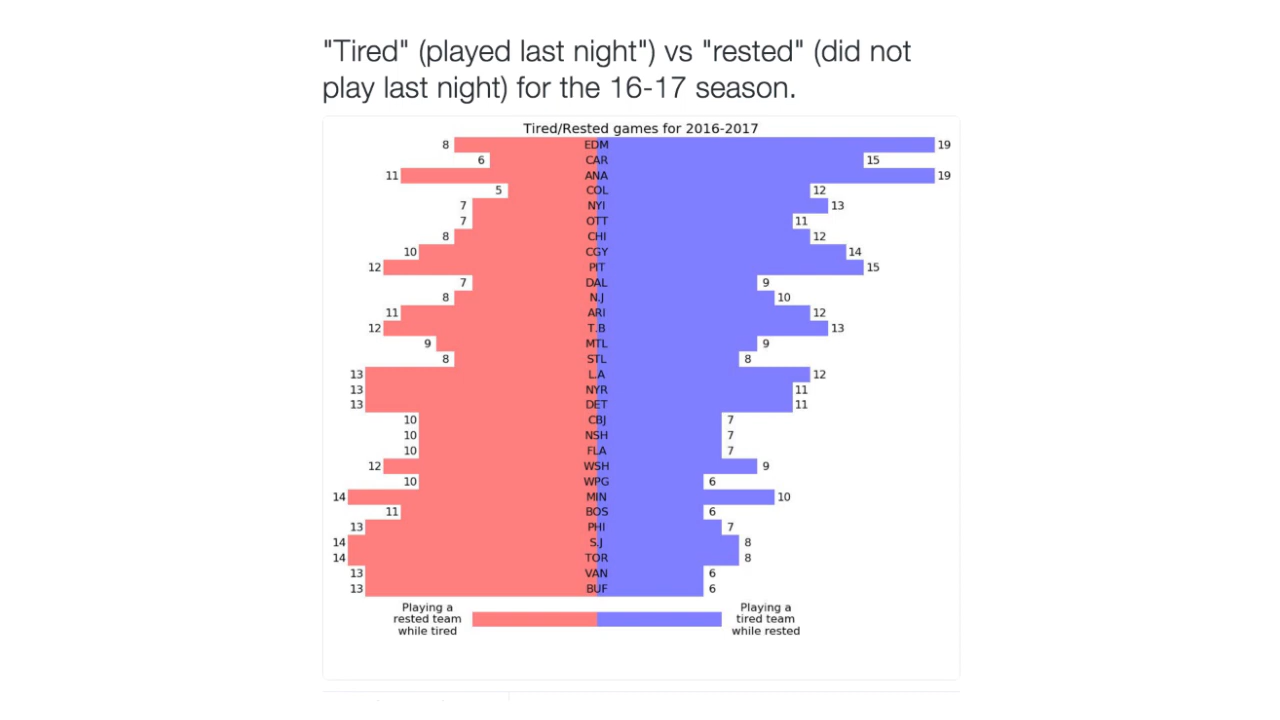 "Tired" (played last night") vs "rested" (did not
play last night) for the 16-17 season.
Tired/Rested games for 2016-2017
8 EDM 19
6 CAR 15
11 ANA 19
5 COL 12
7 NYI 13
7 OTT 11
8 CHI 12
10 CGY 14
12 PIT 15
7 DAL 9
8 N.J 10
11 ARI 12
12 T.B 13
9 MTL 9
8 STL 8
13 L.A 12
13 NYR 11
13 DET 11
10 CBJ 7
10 NSH 7
10 FLA 7
12 WSH 9
10 WPG 6
14 MIN 10
11 BOS 6
13 PHI 7
14 S.J 8
14 TOR 8
13 VAN 6
13 BUF 6
Playing a
rested team
while tired
Playing a
tired team
while rested